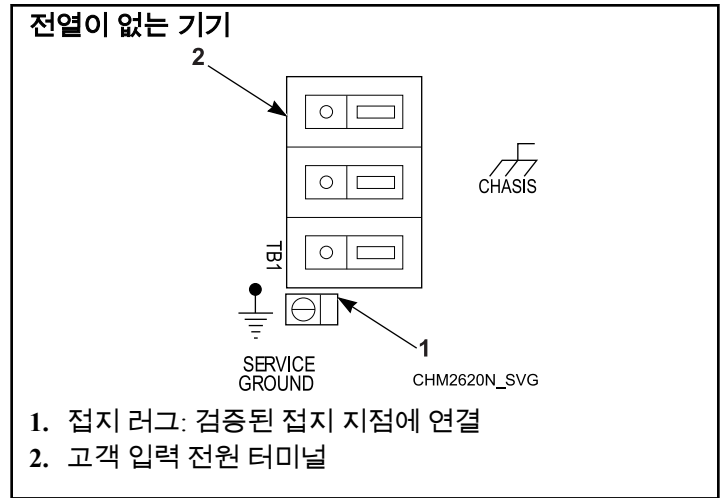 전열이 없는 기기
2
CHASIS
TB1
1
SERVICE
GROUND
CHM2620N_SVG
1. 접지 러그: 검증된 접지 지점에 연결
2. 고객 입력 전원 터미널